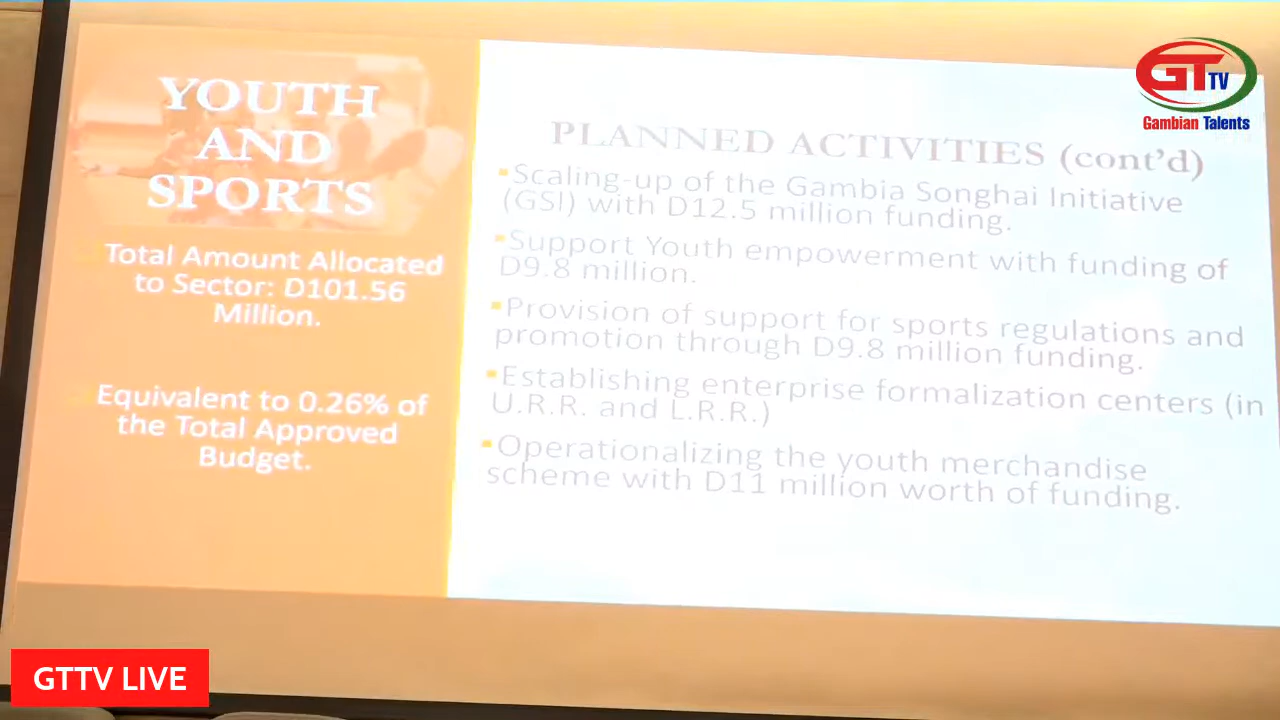 YOUTH
AND
SPORTS
Total Amount Allocated
to Sector: D101.56
Million.
Equivalent to 0.26% of
the Total Approved
Budget.
PLANNED ACTIVITIES (cont'd)
Scaling-up of the Gambia Songhai Initiative
(GSI) with D12.5 million funding.
Support Youth empowerment with funding of
D9.8 million.
Provision of support for sports regulations and
promotion through D9.8 million funding.
Establishing enterprise formalization centers (in
U.R.R. and L.R.R.)
Operationalizing the youth merchandise
scheme with D11 million worth of funding.
GT TV
Gambian Talents
GTTV LIVE